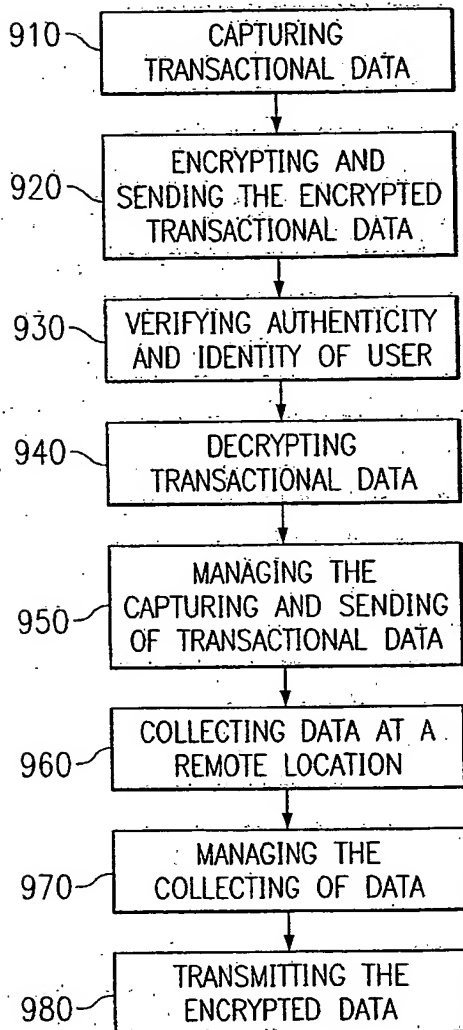 910
CAPTURING
TRANSACTIONAL DATA
920
ENCRYPTING AND
SENDING THE ENCRYPTED
TRANSACTIONAL DATA
930
VERIFYING AUTHENTICITY
AND IDENTITY OF USER
940
DECRYPTING
TRANSACTIONAL DATA
950
MANAGING THE
CAPTURING AND SENDING
OF TRANSACTIONAL DATA
960
COLLECTING DATA AT A
REMOTE LOCATION
970
MANAGING THE
COLLECTING OF DATA
980
TRANSMITTING THE
ENCRYPTED DATA